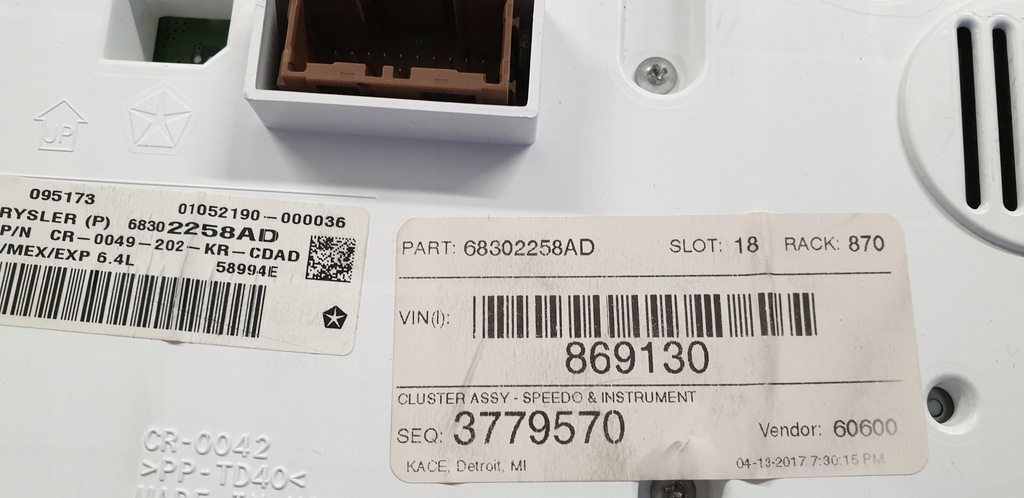 UP
095173
01052190-000036
RYSLER (P) 68302258AD
P/N CR-0049-202-KR-CDAD
/MEX/EXP 6.4L 58994E
PART: 68302258AD SLOT: 18 RACK: 870
VIN(I):
869130
CLUSTER ASSY - SPEEDO & INSTRUMENT
SEQ: 3779570 Vendor: 60600
KACE, Detroit, MI 04-13-2017 7:30:15 PM
CR-0042
>PP-TD40<
MADE IN